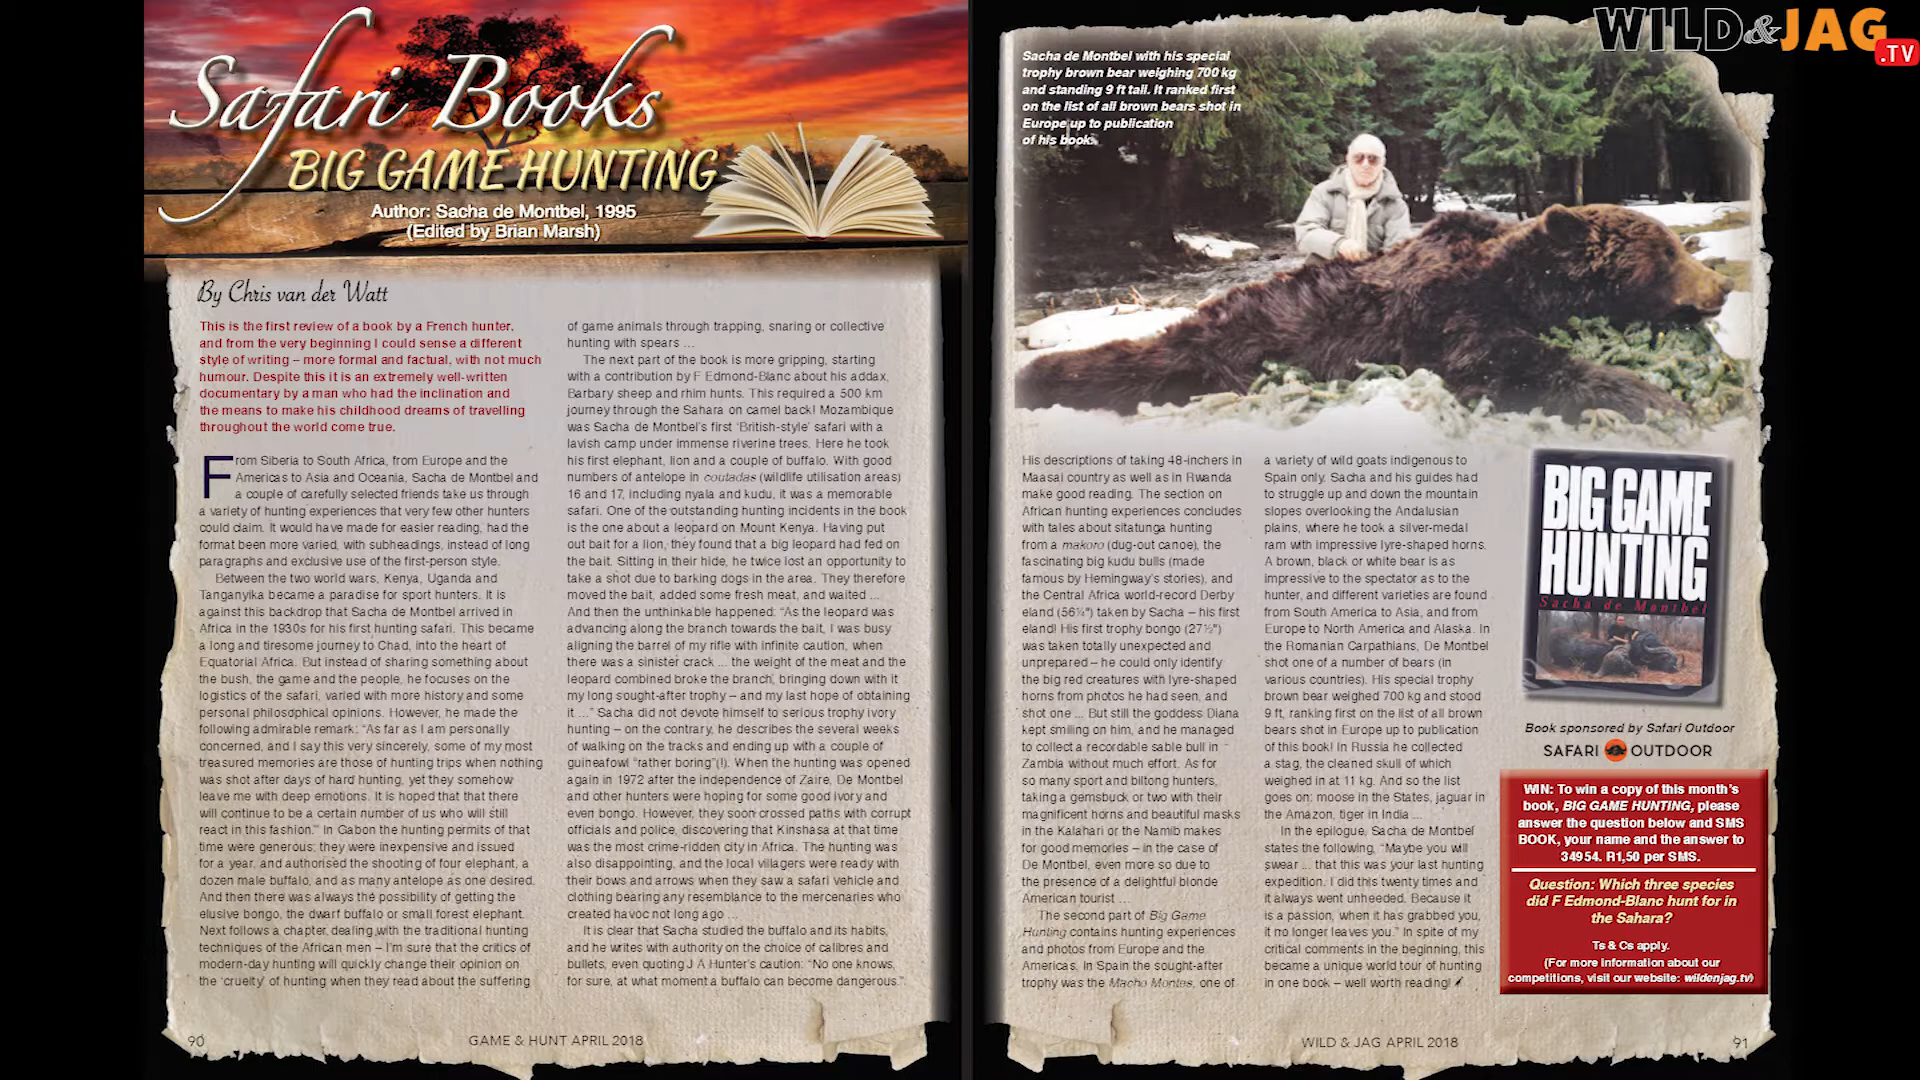 Safari Books
BIG GAME HUNTING
Author: Sacha de Montbel, 1995
(Edited by Brian Marsh)
By Chris van der Watt
This is the first review of a book by a French hunter,
and from the very beginning I could sense a different
style of writing – more formal and factual, with not much
humour. Despite this it is an extremely well-written
documentary by a man who had the inclination and
the means to make his childhood dreams of travelling
throughout the world come true.
From Siberia to South Africa, from Europe and the
Americas to Asia and Oceania, Sacha de Montbel and
a couple of carefully selected friends take us through
a variety of hunting experiences that very few other hunters
could claim. It would have made for easier reading, had the
format been more varied, with subheadings, instead of long
paragraphs and exclusive use of the first-person style.
Between the two world wars, Kenya, Uganda and
Tanganyika became a paradise for sport hunters. It is
against this backdrop that Sacha de Montbel arrived in
Africa in the 1930s for his first hunting safari. This became
a long and tiresome journey to Chad, into the heart of
Equatorial Africa. But instead of sharing something about
the bush, the game and the people, he focuses on the
logistics of the safari, varied with more history and some
personal philosophical opinions. However, he made the
following admirable remark: “As far as I am personally
concerned, and I say this very sincerely, some of my most
treasured memories are those of hunting trips when nothing
was shot after days of hard hunting, yet they somehow
leave me with deep emotions. It is hoped that that there
will continue to be a certain number of us who will still
react in this fashion.” In Gabon the hunting permits of that
time were generous; they were inexpensive and issued
for a year, and authorised the shooting of four elephant, a
dozen male buffalo, and as many antelope as one desired.
And then there was always the possibility of getting the
elusive bongo, the dwarf buffalo or small forest elephant.
Next follows a chapter dealing with the traditional hunting
techniques of the African men – I’m sure that the critics of
modern-day hunting will quickly change their opinion on
the ‘cruelty’ of hunting when they read about the suffering
of game animals through trapping, snaring or collective
hunting with spears ...
The next part of the book is more gripping, starting
with a contribution by F Edmond-Blanc about his addax,
Barbary sheep and rhim hunts. This required a 500 km
journey through the Sahara on camel back! Mozambique
was Sacha de Montbel’s first ‘British-style’ safari with a
lavish camp under immense riverine trees. Here he took
his first elephant, lion and a couple of buffalo. With good
numbers of antelope in coutadas (wildlife utilisation areas)
16 and 17, including nyala and kudu, it was a memorable
safari. One of the outstanding hunting incidents in the book
is the one about a leopard on Mount Kenya. Having put
out bait for a lion, they found that a big leopard had fed on
the bait. Sitting in their hide, he twice lost an opportunity to
take a shot due to barking dogs in the area. They therefore
moved the bait, added some fresh meat, and waited ...
And then the unthinkable happened: “As the leopard was
advancing along the branch towards the bait, I was busy
aligning the barrel of my rifle with infinite caution, when
there was a sinister crack ... the weight of the meat and the
leopard combined broke the branch, bringing down with it
my long sought-after trophy – and my last hope of obtaining
it ...” Sacha did not devote himself to serious trophy ivory
hunting – on the contrary, he describes the several weeks
of walking on the tracks and ending up with a couple of
guineafowl “rather boring”(!). When the hunting was opened
again in 1972 after the independence of Zaire, De Montbel
and other hunters were hoping for some good ivory and
even bongo. However, they soon crossed paths with corrupt
officials and police, discovering that Kinshasa at that time
was the most crime-ridden city in Africa. The hunting was
also disappointing, and the local villagers were ready with
their bows and arrows when they saw a safari vehicle and
clothing bearing any resemblance to the mercenaries who
created havoc not long ago ...
It is clear that Sacha studied the buffalo and its habits,
and he writes with authority on the choice of calibres and
bullets, even quoting J A Hunter’s caution: “No one knows,
for sure, at what moment a buffalo can become dangerous.”
90
GAME & HUNT APRIL 2018
WILD&JAG
.TV
Sacha de Montbel with his special
trophy brown bear weighing 700 kg
and standing 9 ft tall. It ranked first
on the list of all brown bears shot in
Europe up to publication
of his book.
His descriptions of taking 48-inchers in
Maasai country as well as in Rwanda
make good reading. The section on
African hunting experiences concludes
with tales about sitatunga hunting
from a makoro (dug-out canoe), the
fascinating big kudu bulls (made
famous by Hemingway’s stories), and
the Central Africa world-record Derby
eland (56¼") taken by Sacha – his first
eland! His first trophy bongo (27½")
was taken totally unexpected and
unprepared – he could only identify
the big red creatures with lyre-shaped
horns from photos he had seen, and
shot one ... But still the goddess Diana
kept smiling on him, and he managed
to collect a recordable sable bull in
Zambia without much effort. As for
so many sport and biltong hunters,
taking a gemsbuck or two with their
magnificent horns and beautiful masks
in the Kalahari or the Namib makes
for good memories – in the case of
De Montbel, even more so due to
the presence of a delightful blonde
American tourist ...
The second part of Big Game
Hunting contains hunting experiences
and photos from Europe and the
Americas. In Spain the sought-after
trophy was the Macho Montes, one of
a variety of wild goats indigenous to
Spain only. Sacha and his guides had
to struggle up and down the mountain
slopes overlooking the Andalusian
plains, where he took a silver-medal
ram with impressive lyre-shaped horns.
A brown, black or white bear is as
impressive to the spectator as to the
hunter, and different varieties are found
from South America to Asia, and from
Europe to North America and Alaska. In
the Romanian Carpathians, De Montbel
shot one of a number of bears (in
various countries). His special trophy
brown bear weighed 700 kg and stood
9 ft, ranking first on the list of all brown
bears shot in Europe up to publication
of this book! In Russia he collected
a stag, the cleaned skull of which
weighed in at 11 kg. And so the list
goes on: moose in the States, jaguar in
the Amazon, tiger in India ...
In the epilogue, Sacha de Montbel
states the following, “Maybe you will
swear ... that this was your last hunting
expedition. I did this twenty times and
it always went unheeded. Because it
is a passion, when it has grabbed you,
it no longer leaves you.” In spite of my
critical comments in the beginning, this
became a unique world tour of hunting
in one book – well worth reading!
BIG GAME
HUNTING
Sacha de Montbel
Book sponsored by Safari Outdoor
SAFARI OUTDOOR
WIN: To win a copy of this month’s
book, BIG GAME HUNTING, please
answer the question below and SMS
BOOK, your name and the answer to
34954. R1,50 per SMS.
Question: Which three species
did F Edmond-Blanc hunt for in
the Sahara?
Ts & Cs apply.
(For more information about our
competitions, visit our website: wildenjag.tv)
WILD & JAG APRIL 2018
91